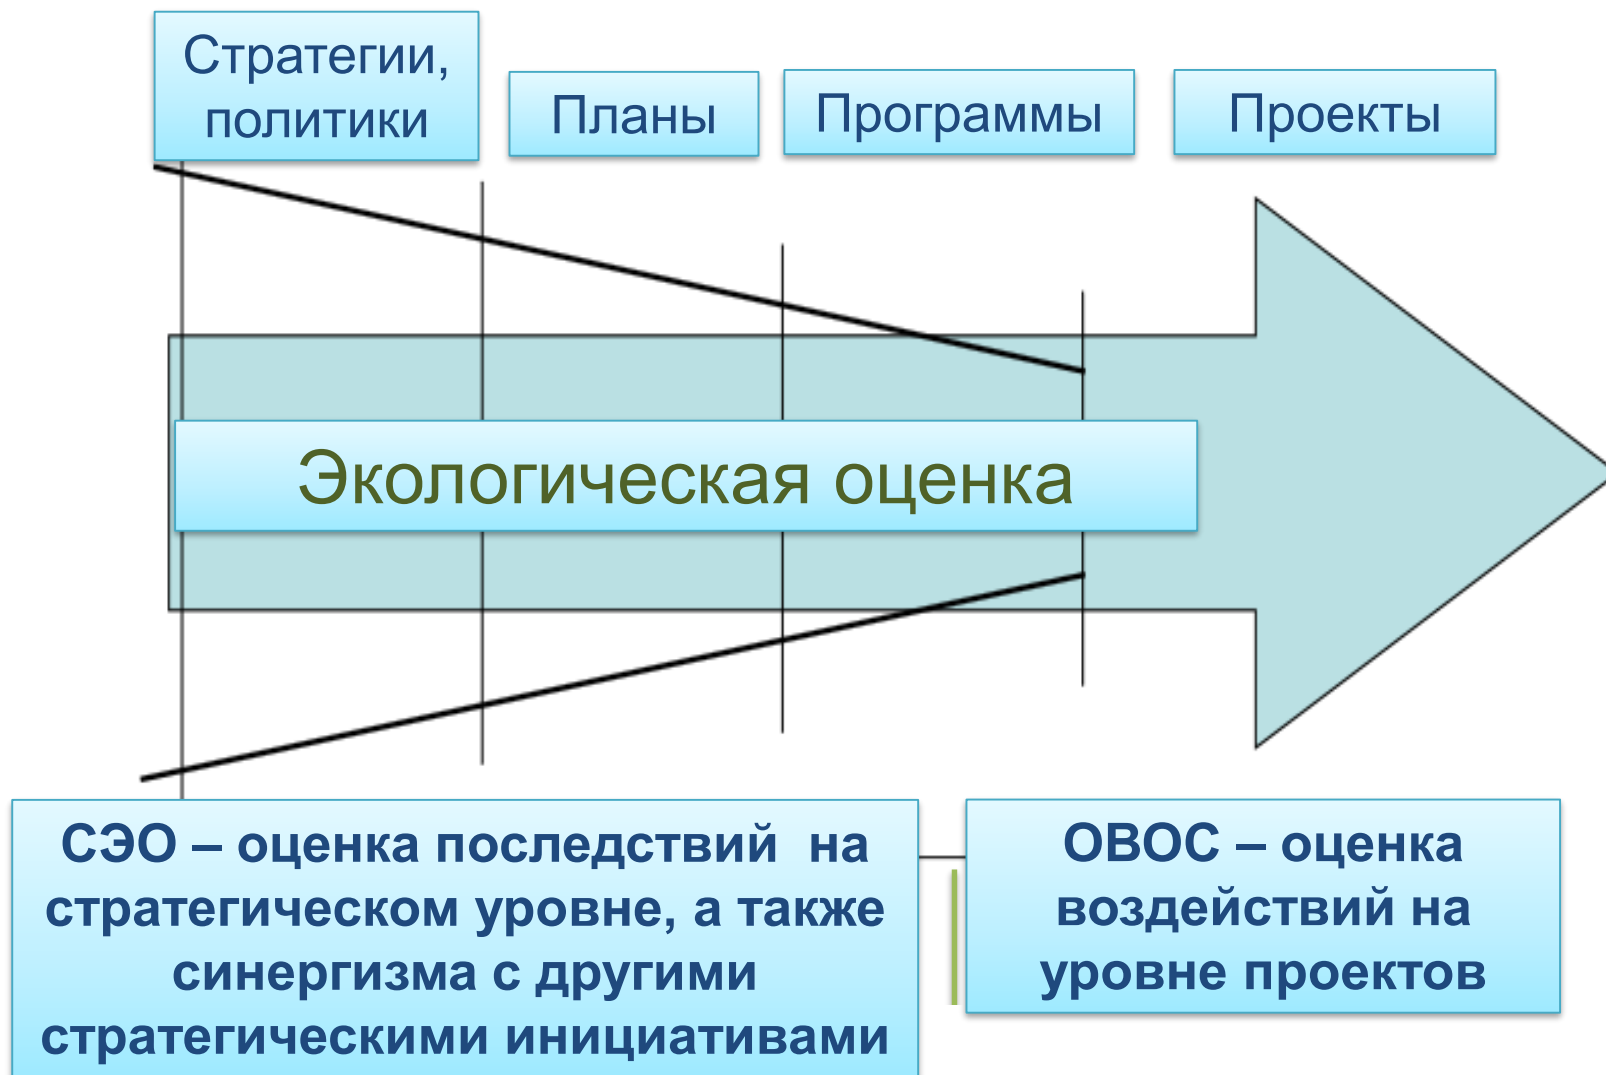 Стратегии,
политики
Планы
Программы
Проекты
Экологическая оценка
СЭО – оценка последствий на
стратегическом уровне, а также
синергизма с другими
стратегическими инициативами
ОВОС – оценка
воздействий на
уровне проектов